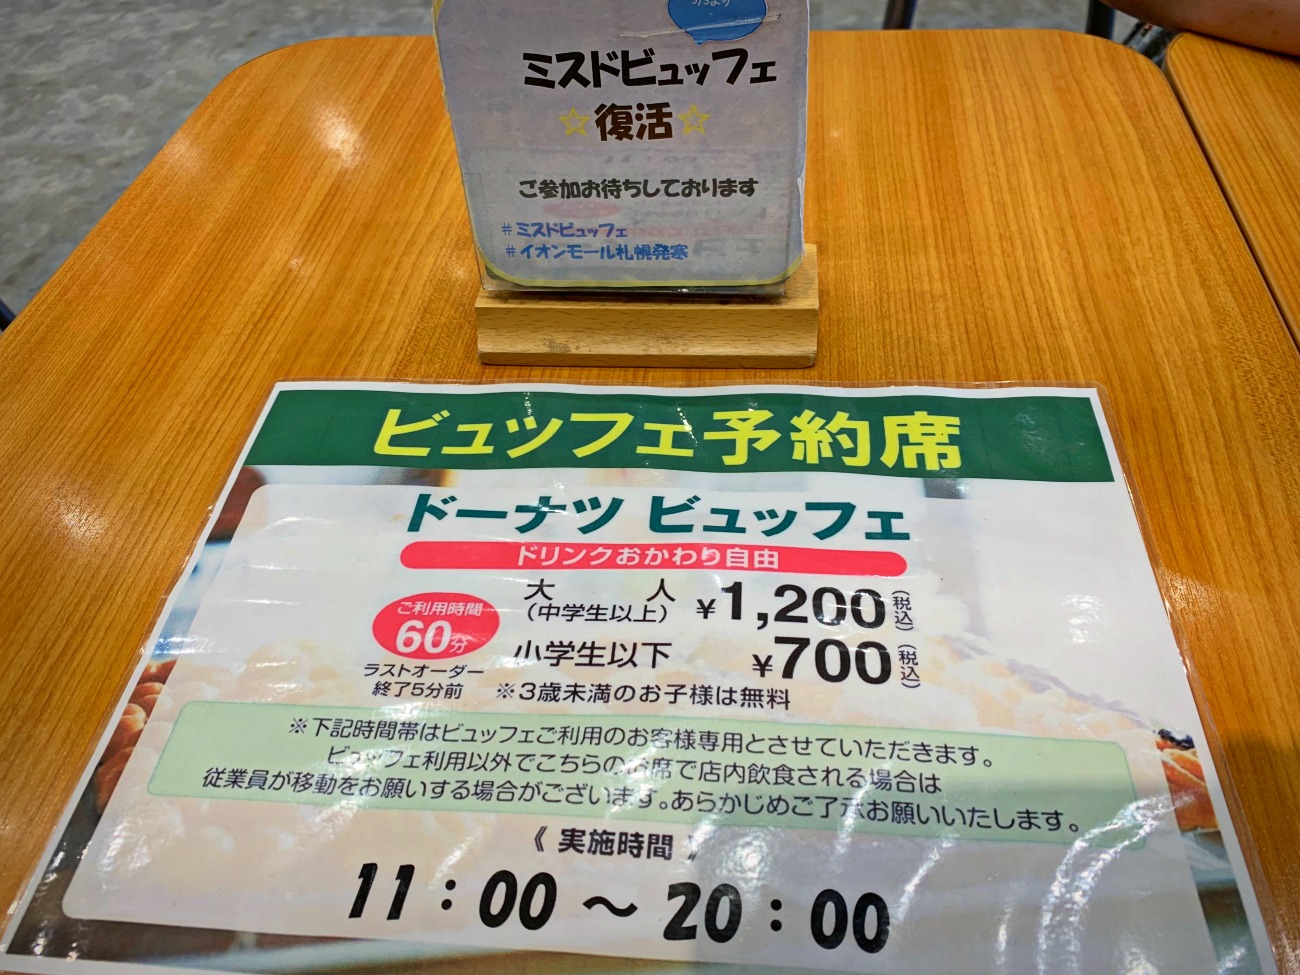 ミスドビュッフェ
☆復活☆
ご参加お待ちしております
#ミスドビュッフェ
#イオンモール札幌発寒
ビュッフェ予約席
ドーナツ ビュッフェ
ドリンクおかわり自由
ご利用時間
60分
ラストオーダー
終了5分前
大人
(中学生以上) ¥1,200(税込)
小学生以下 ¥700(税込)
※3歳未満のお子様は無料
※下記時間帯はビュッフェご利用のお客様専用とさせていただきます。
ビュッフェ利用以外でこちらのお席で店内飲食される場合は
従業員が移動をお願いする場合がございます。あらかじめご了承お願いいたします。
《 実施時間 》
11:00~20:00